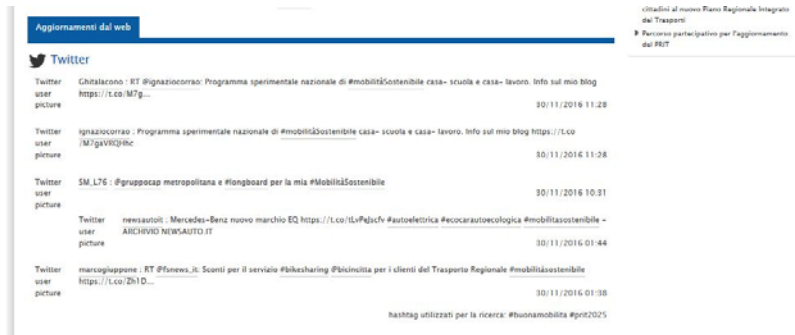 cittadini al nuovo Piano Regionale Integrato
dei Trasporti
Percorso partecipativo per l'aggiornamento
del PRIT
Aggiornamenti dal web
Twitter
Twitter user picture
Ghitalacono : RT @ignaziocorrao: Programma sperimentale nazionale di #mobilitàSostenibile casa- scuola e casa- lavoro. Info sul mio blog
https://t.co/M7g...
30/11/2016 11:28
Twitter user picture
ignaziocorrao : Programma sperimentale nazionale di #mobilitàSostenibile casa- scuola e casa- lavoro. Info sul mio blog https://t.co
/M7gaVRQHhc
30/11/2016 11:28
Twitter user picture
SM_L76 : @gruppocap metropolitana e #longboard per la mia #MobilitàSostenibile
30/11/2016 10:31
Twitter user picture
newsautoit : Mercedes-Benz nuovo marchio EQ https://t.co/tLvPeJscfv #autoelettrica #ecocarautoecologica #mobilitasostenibile -
ARCHIVIO NEWSAUTO.IT
30/11/2016 01:44
Twitter user picture
marcogiuppone : RT @fsnews_it: Sconti per il servizio #bikesharing @bicincitta per i clienti del Trasporto Regionale #mobilitàsostenibile
https://t.co/Zh1D...
30/11/2016 01:38
hashtag utilizzati per la ricerca: #buonamobilita #prit2025